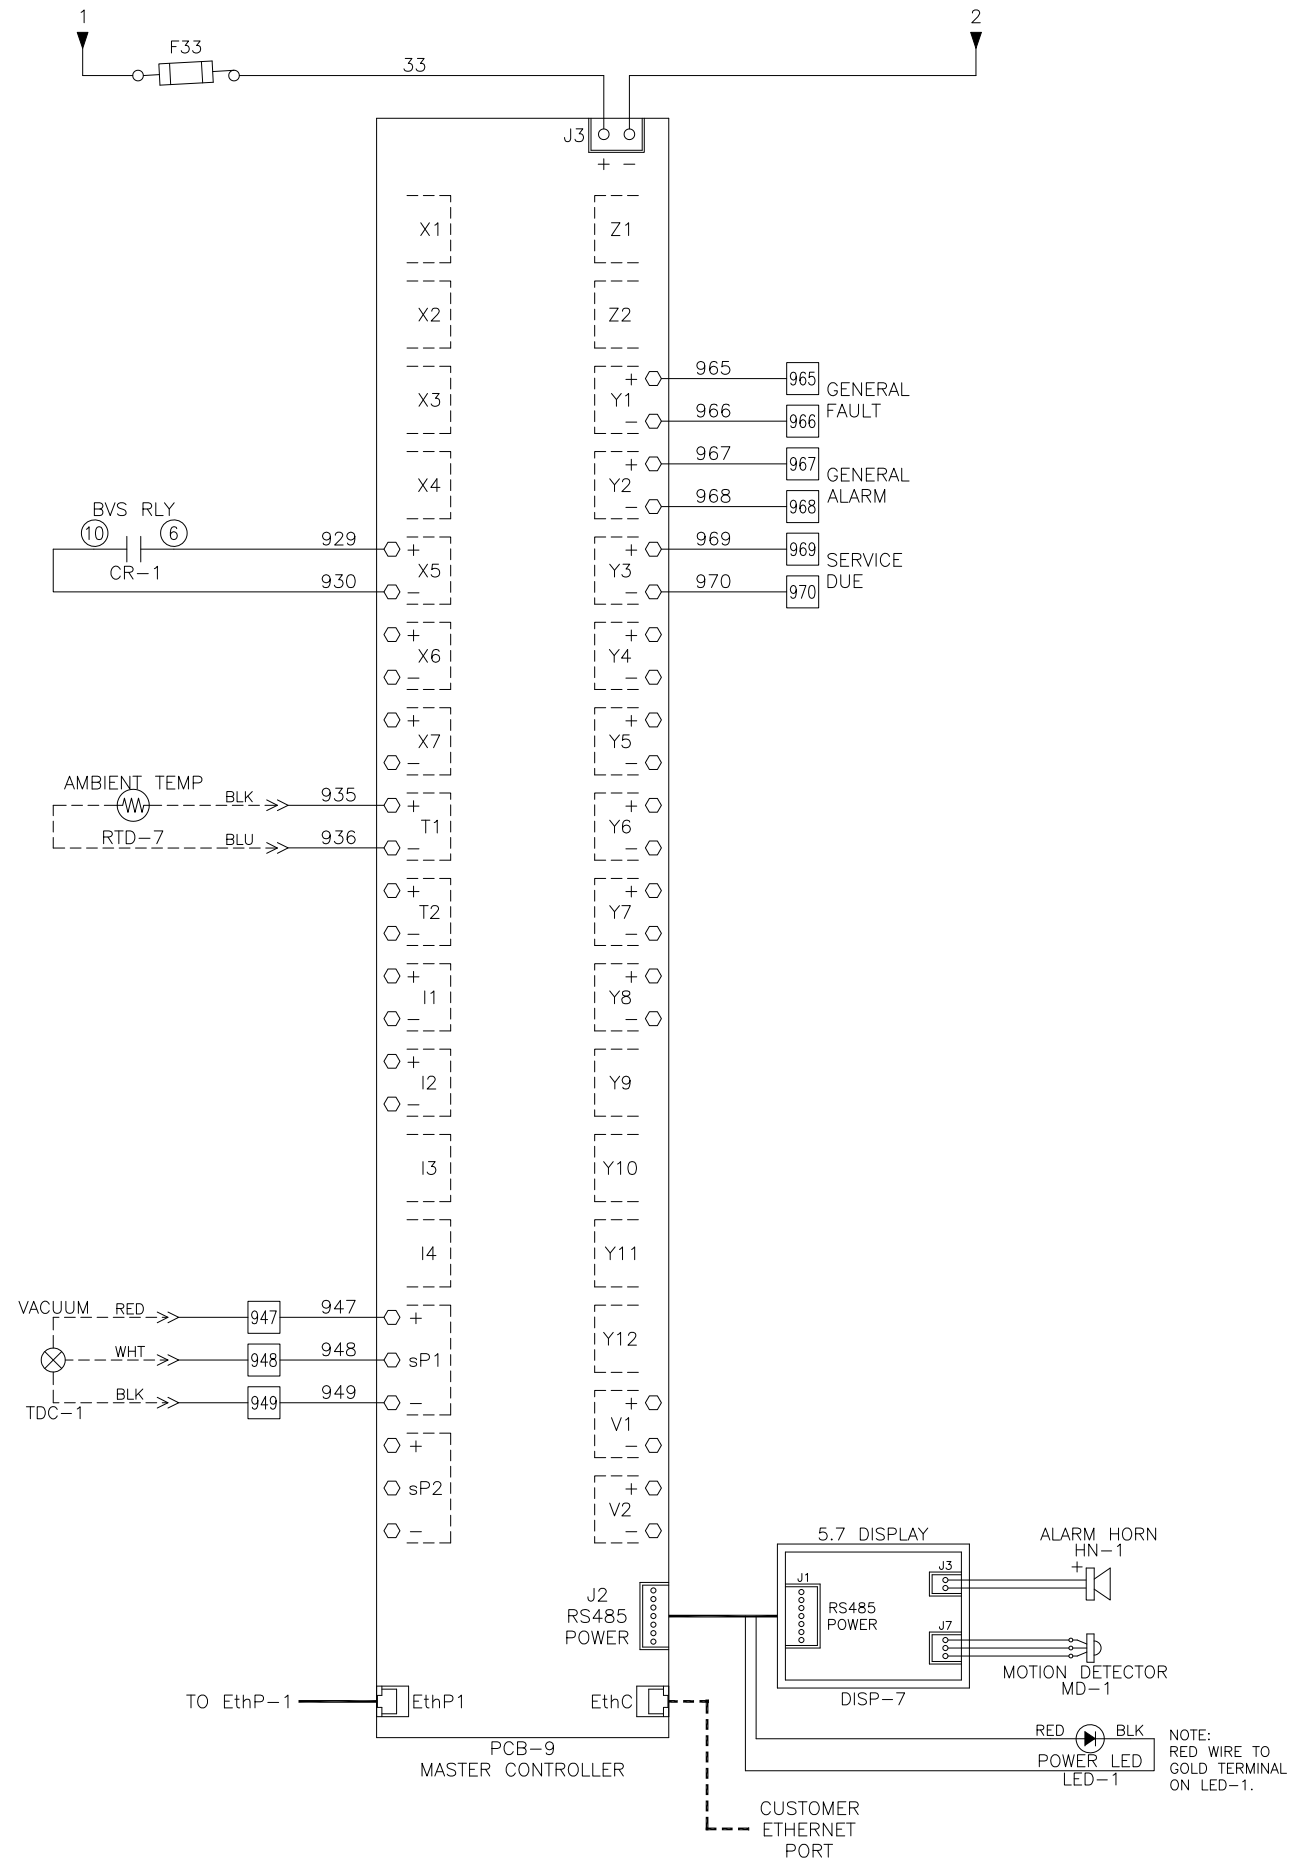 1
2
F33
33
J3
+ −
X1
Z1
X2
Z2
X3
+
Y1
−
965
965
966
966
GENERAL
FAULT
X4
+
Y2
−
967
967
968
968
GENERAL
ALARM
BVS RLY
10
6
CR−1
929
930
+
X5
−
+
Y3
−
969
969
970
970
SERVICE
DUE
+
X6
−
+
Y4
−
+
X7
−
+
Y5
−
AMBIENT TEMP
RTD−7
BLK
BLU
935
936
+
T1
−
+
Y6
−
+
T2
−
+
Y7
−
+
I1
−
+
Y8
−
+
I2
−
Y9
I3
Y10
I4
Y11
VACUUM
RED
947
947
WHT
948
948
BLK
949
949
TDC−1
+
sP1
−
Y12
+
V1
−
+
sP2
−
+
V2
−
J2
RS485
POWER
5.7 DISPLAY
J1
RS485
POWER
J3
J7
DISP−7
ALARM HORN
HN−1
+
MOTION DETECTOR
MD−1
TO EthP−1
EthP1
EthC
PCB−9
MASTER CONTROLLER
RED
BLK
POWER LED
LED−1
NOTE:
RED WIRE TO
GOLD TERMINAL
ON LED−1.
CUSTOMER
ETHERNET
PORT